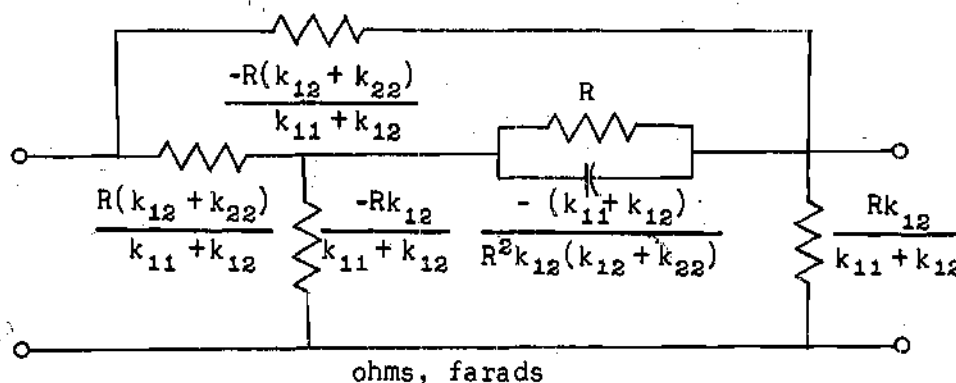 -R(k₁₂ + k₂₂)
k₁₁ + k₁₂
R
R(k₁₂ + k₂₂)
k₁₁ + k₁₂
-Rk₁₂
k₁₁ + k₁₂
- (k₁₁ + k₁₂)
R²k₁₂(k₁₂ + k₂₂)
Rk₁₂
k₁₁ + k₁₂
ohms, farads